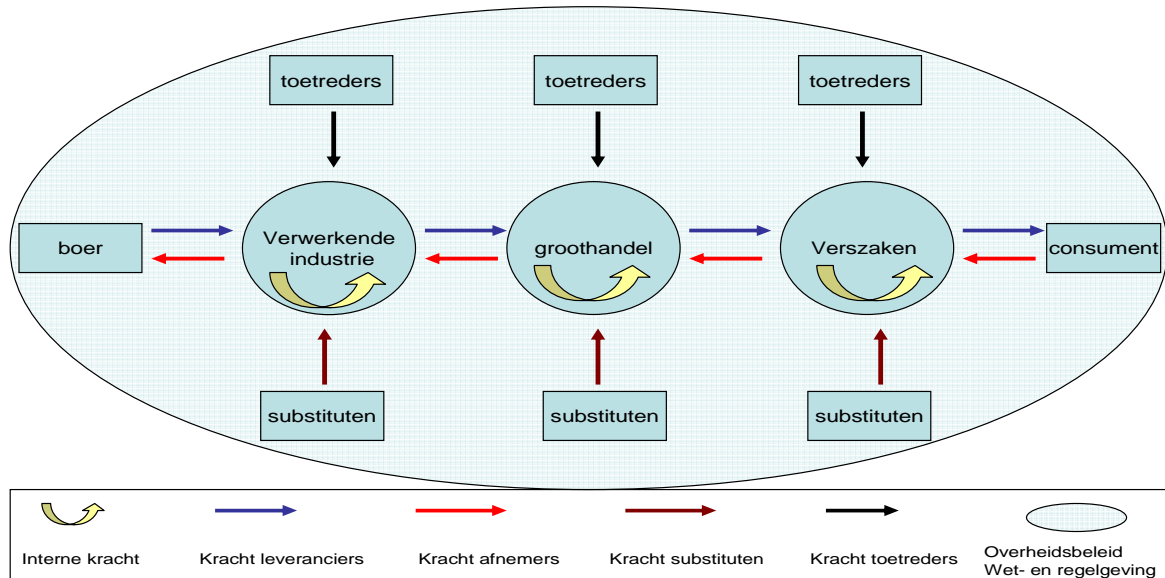 toetreders
toetreders
toetreders
boer
Verwerkende
industrie
groothandel
Verszaken
consument
substituten
substituten
substituten
Interne kracht
Kracht leveranciers
Kracht afnemers
Kracht substituten
Kracht toetreders
Overheidsbeleid
Wet- en regelgeving